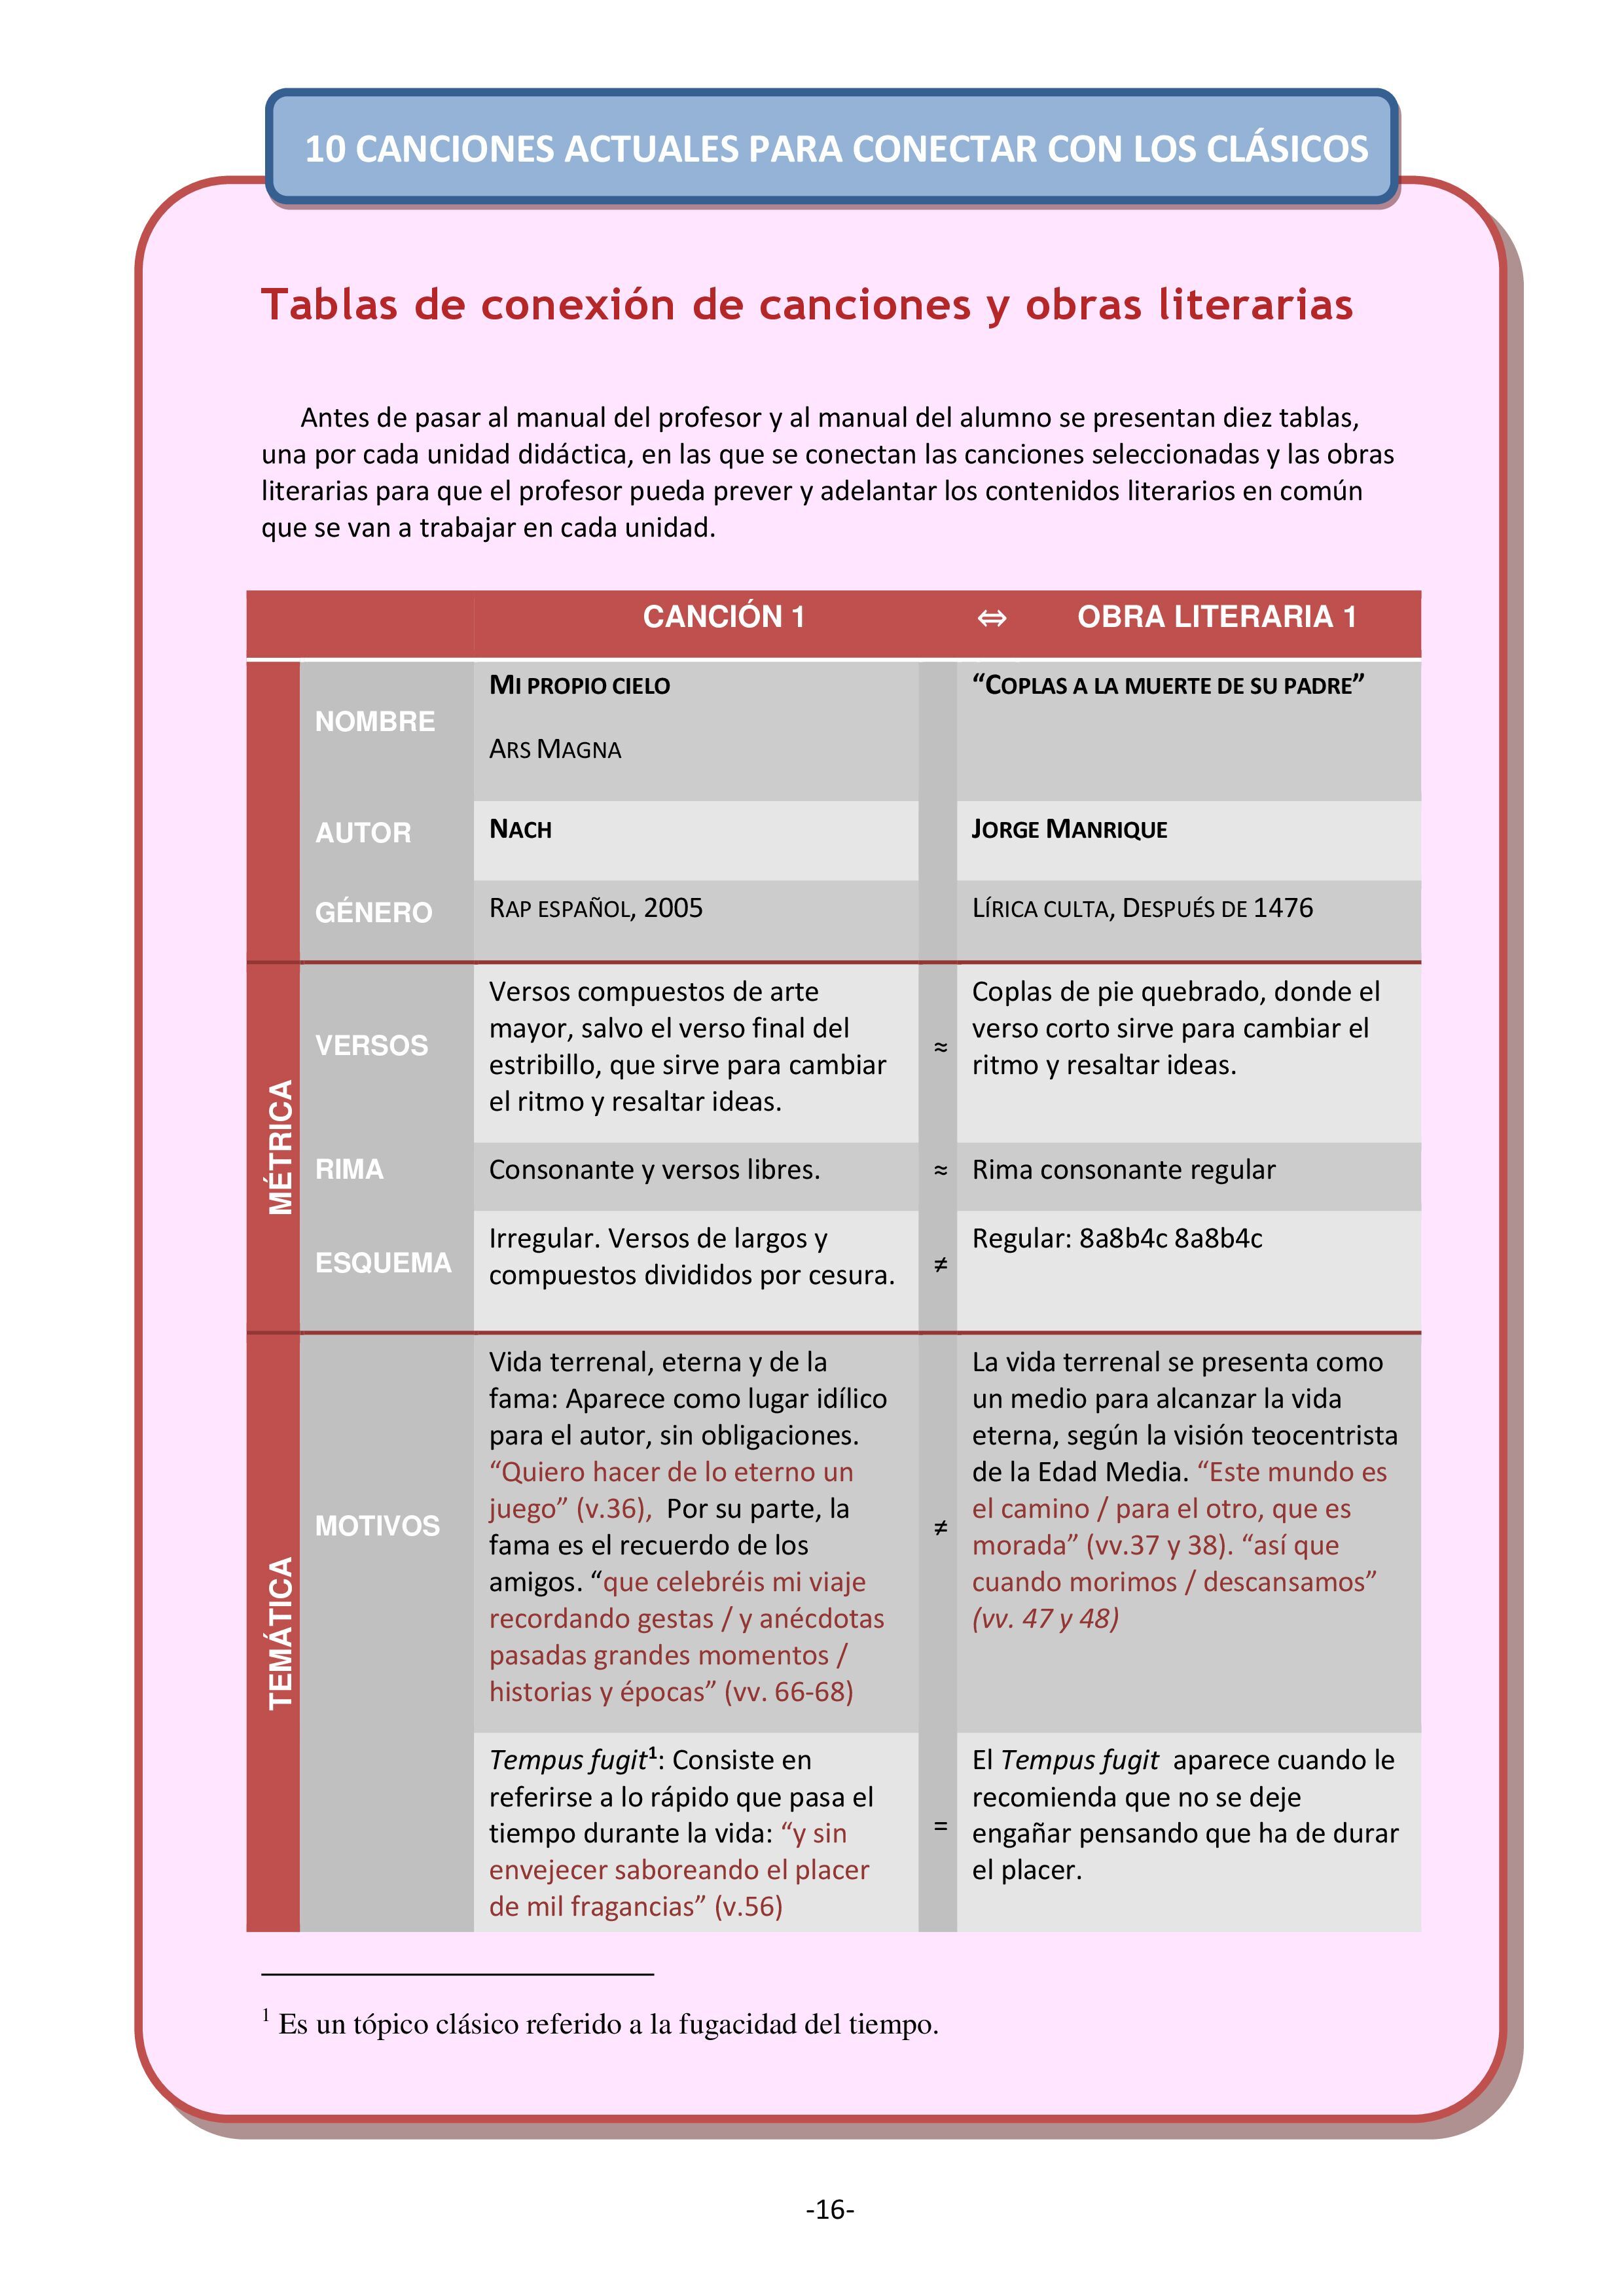 10 CANCIONES ACTUALES PARA CONECTAR CON LOS CLÁSICOS
Tablas de conexión de canciones y obras literarias
Antes de pasar al manual del profesor y al manual del alumno se presentan diez tablas,
una por cada unidad didáctica, en las que se conectan las canciones seleccionadas y las obras
literarias para que el profesor pueda prever y adelantar los contenidos literarios en común
que se van a trabajar en cada unidad.
CANCIÓN 1 ⇔ OBRA LITERARIA 1
NOMBRE
MI PROPIO CIELO
ARS MAGNA
“COPLAS A LA MUERTE DE SU PADRE”
AUTOR
NACH
JORGE MANRIQUE
GÉNERO
RAP ESPAÑOL, 2005
LÍRICA CULTA, DESPUÉS DE 1476
MÉTRICA
VERSOS
Versos compuestos de arte
mayor, salvo el verso final del
estribillo, que sirve para cambiar
el ritmo y resaltar ideas.
≈
Coplas de pie quebrado, donde el
verso corto sirve para cambiar el
ritmo y resaltar ideas.
RIMA
Consonante y versos libres.
≈
Rima consonante regular
ESQUEMA
Irregular. Versos de largos y
compuestos divididos por cesura.
≠
Regular: 8a8b4c 8a8b4c
TEMÁTICA
MOTIVOS
Vida terrenal, eterna y de la
fama: Aparece como lugar idílico
para el autor, sin obligaciones.
“Quiero hacer de lo eterno un
juego” (v.36), Por su parte, la
fama es el recuerdo de los
amigos. “que celebréis mi viaje
recordando gestas / y anécdotas
pasadas grandes momentos /
historias y épocas” (vv. 66-68)
≠
La vida terrenal se presenta como
un medio para alcanzar la vida
eterna, según la visión teocentrista
de la Edad Media. “Este mundo es
el camino / para el otro, que es
morada” (vv.37 y 38). “así que
cuando morimos / descansamos”
(vv. 47 y 48)
Tempus fugit¹: Consiste en
referirse a lo rápido que pasa el
tiempo durante la vida: “y sin
envejecer saboreando el placer
de mil fragancias” (v.56)
=
El Tempus fugit aparece cuando le
recomienda que no se deje
engañar pensando que ha de durar
el placer.
¹ Es un tópico clásico referido a la fugacidad del tiempo.
-16-